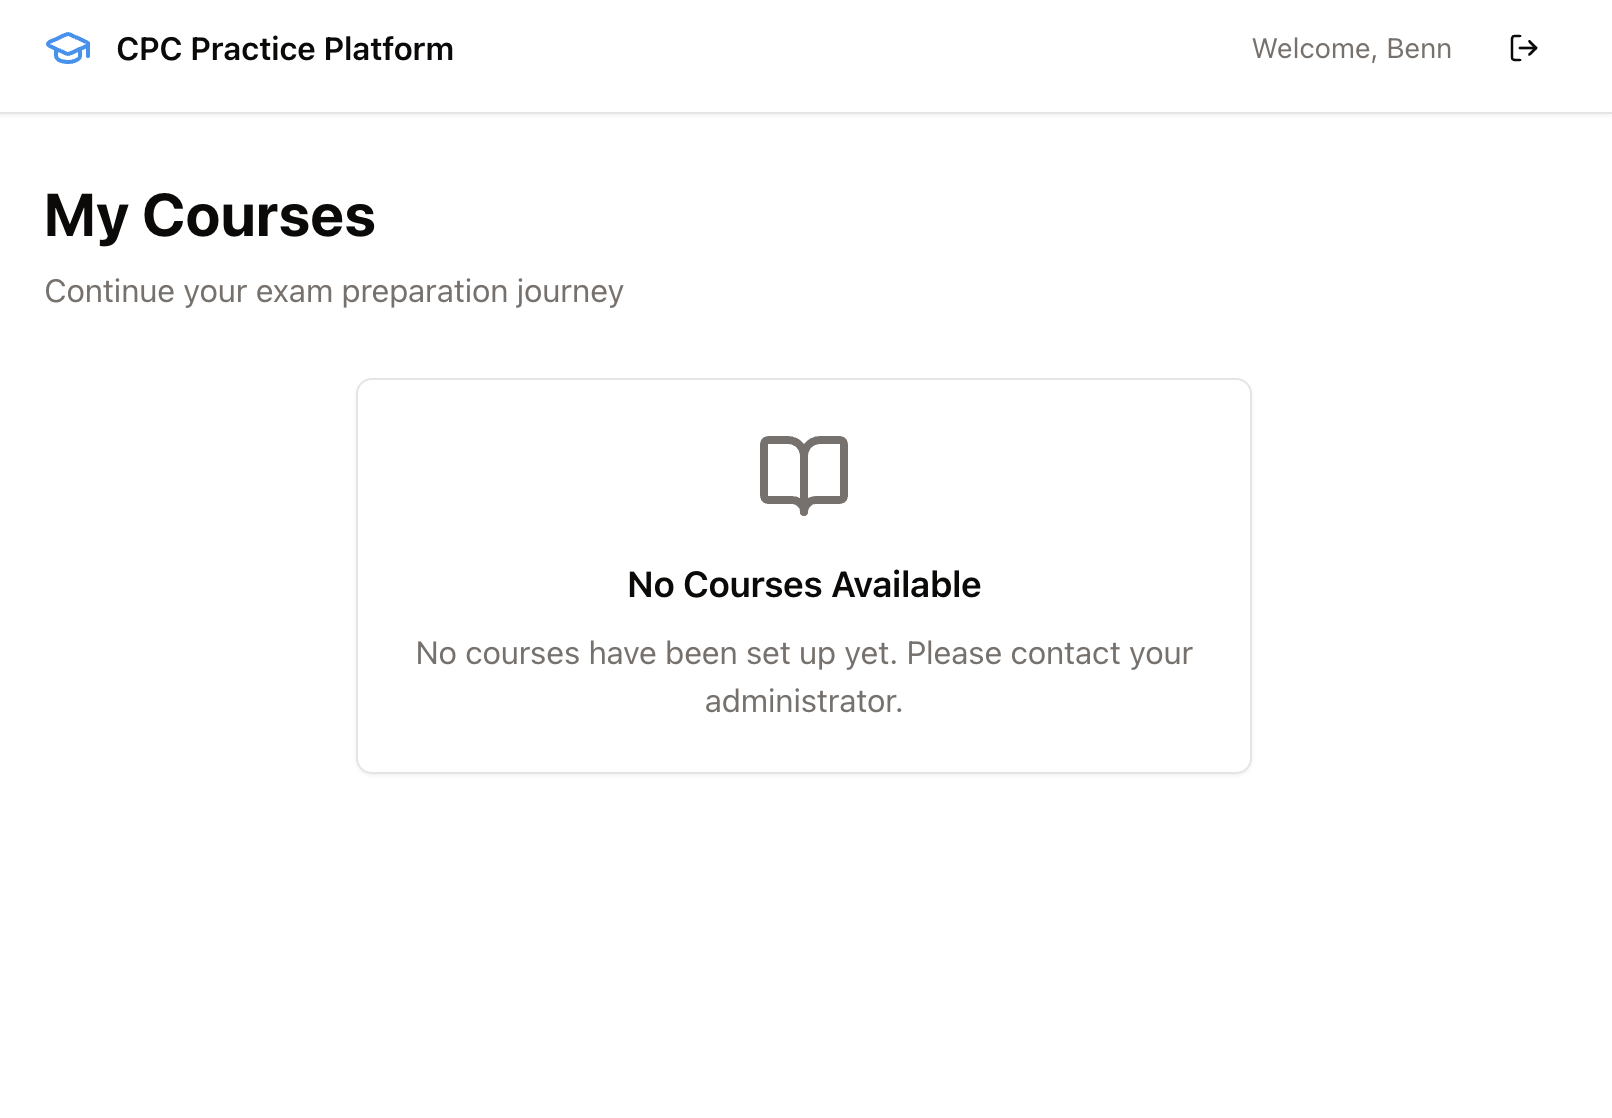 CPC Practice Platform
Welcome, Benn
My Courses
Continue your exam preparation journey
No Courses Available
No courses have been set up yet. Please contact your
administrator.